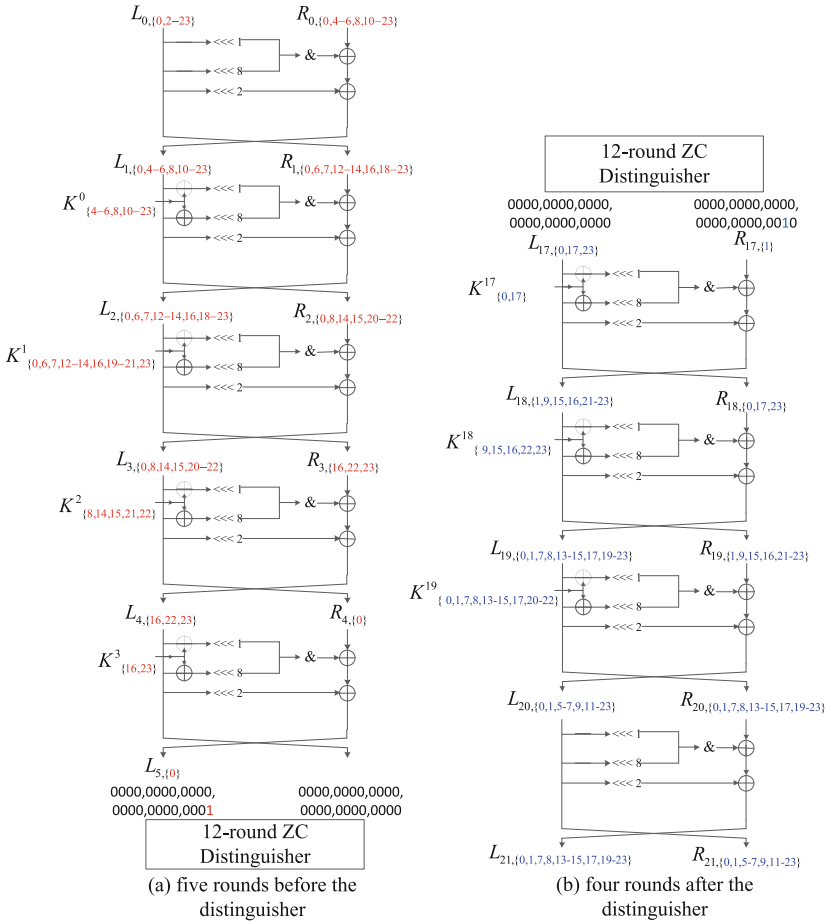 L0,{0,2−23} R0,{0,4−6,8,10−23}
<<< 1
&
<<< 8
<<< 2
L1,{0,4−6,8,10−23} R1,{0,6,7,12−14,16,18−23}
K^0{4−6,8,10−23}
<<< 1
&
<<< 8
<<< 2
L2,{0,6,7,12−14,16,18−23} R2,{0,8,14,15,20−22}
K^1{0,6,7,12−14,16,19−21,23}
<<< 1
&
<<< 8
<<< 2
L3,{0,8,14,15,20−22} R3,{16,22,23}
K^2{8,14,15,21,22}
<<< 1
&
<<< 8
<<< 2
L4,{16,22,23} R4,{0}
K^3{16,23}
<<< 1
&
<<< 8
<<< 2
L5,{0}
0000,0000,0000, 0000,0000,0000,
0000,0000,0001 0000,0000,0000
12-round ZC
Distinguisher
(a) five rounds before the
distinguisher
12-round ZC
Distinguisher
0000,0000,0000, 0000,0000,0000,
0000,0000,0000 0000,0000,0010
L17,{0,17,23} R17,{1}
K^17{0,17}
<<< 1
&
<<< 8
<<< 2
L18,{1,9,15,16,21-23} R18,{0,17,23}
K^18{ 9,15,16,22,23}
<<< 1
&
<<< 8
<<< 2
L19,{0,1,7,8,13-15,17,19-23} R19,{1,9,15,16,21-23}
K^19{ 0,1,7,8,13-15,17,20-22}
<<< 1
&
<<< 8
<<< 2
L20,{0,1,5-7,9,11-23} R20,{0,1,7,8,13-15,17,19-23}
<<< 1
&
<<< 8
<<< 2
L21,{0,1,7,8,13-15,17,19-23} R21,{0,1,5-7,9,11-23}
(b) four rounds after the
distinguisher